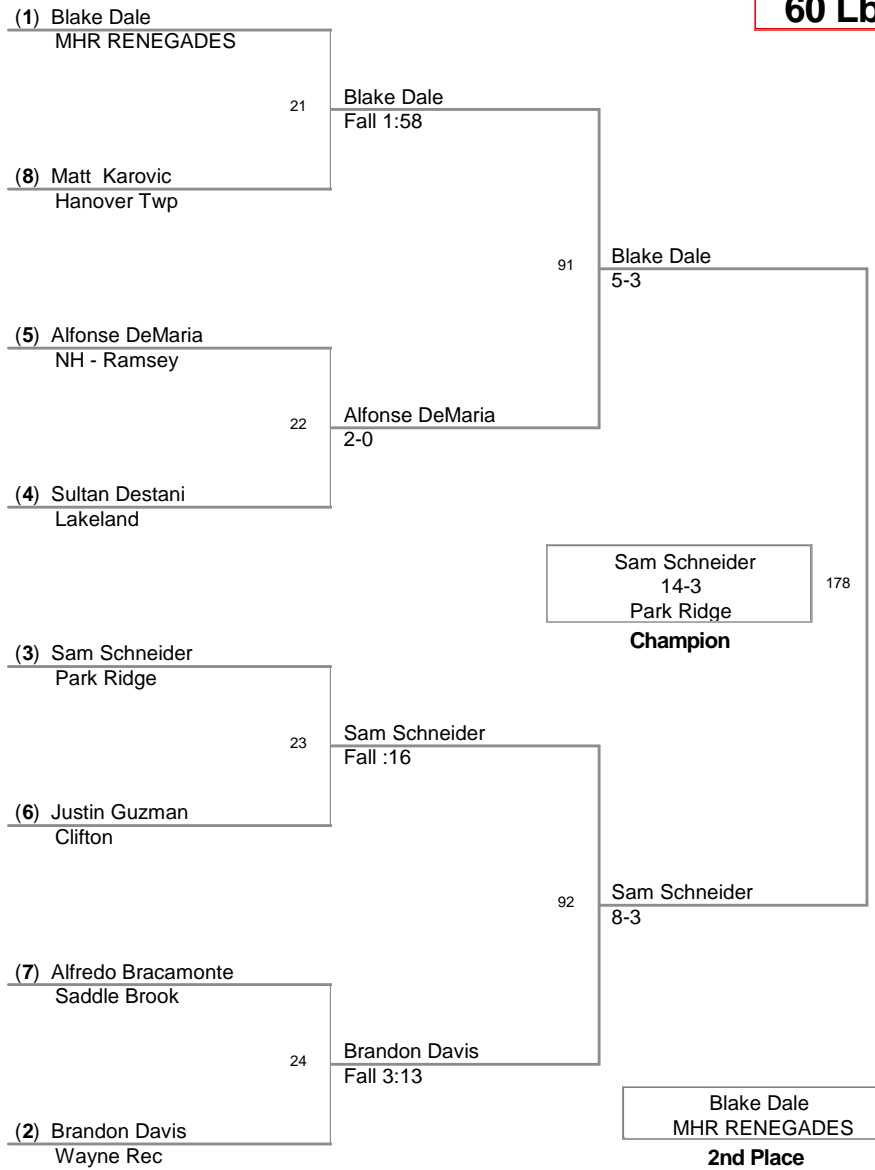 60 Lb
(1) Blake Dale
MHR RENEGADES
21
Blake Dale
Fall 1:58
(8) Matt Karovic
Hanover Twp
91
Blake Dale
5-3
(5) Alfonse DeMaria
NH - Ramsey
22
Alfonse DeMaria
2-0
(4) Sultan Destani
Lakeland
Sam Schneider
14-3
Park Ridge
178
Champion
(3) Sam Schneider
Park Ridge
23
Sam Schneider
Fall :16
(6) Justin Guzman
Clifton
92
Sam Schneider
8-3
(7) Alfredo Bracamonte
Saddle Brook
24
Brandon Davis
Fall 3:13
(2) Brandon Davis
Wayne Rec
Blake Dale
MHR RENEGADES
2nd Place